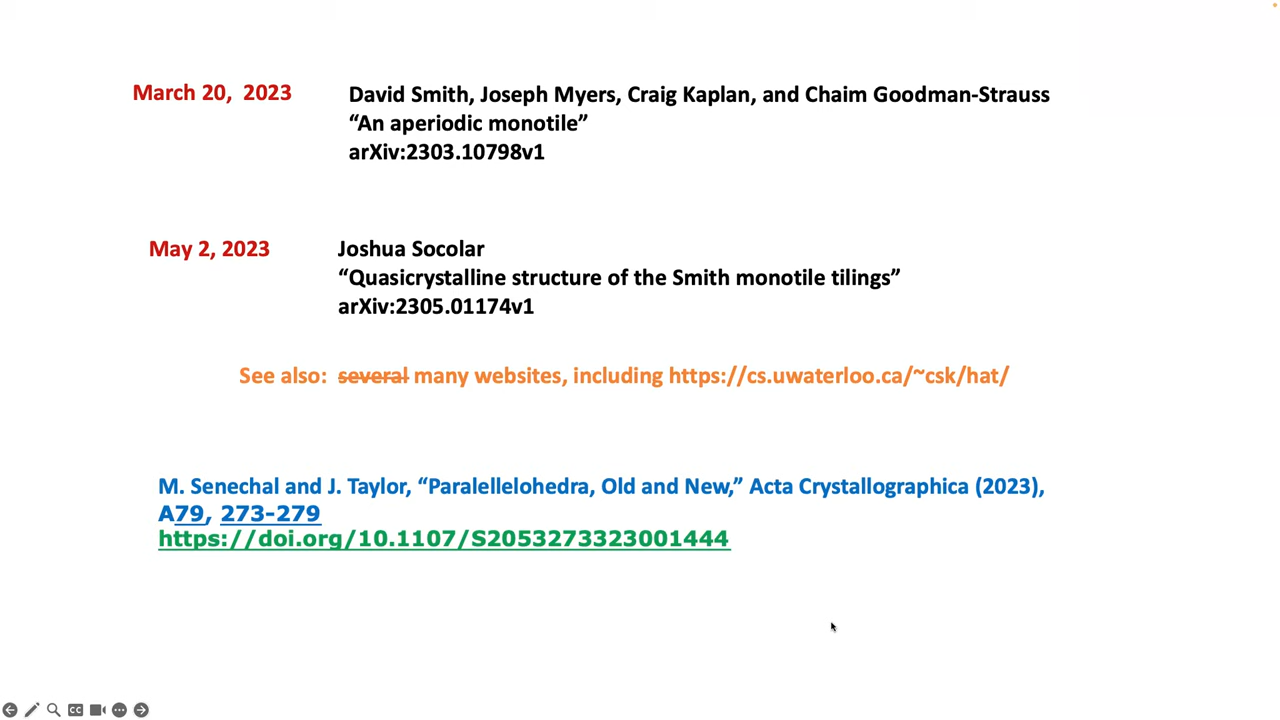 March 20,  2023
David Smith, Joseph Myers, Craig Kaplan, and Chaim Goodman-Strauss
“An aperiodic monotile”
arXiv:2303.10798v1
May 2, 2023
Joshua Socolar
“Quasicrystalline structure of the Smith monotile tilings”
arXiv:2305.01174v1
See also:  several many websites, including https://cs.uwaterloo.ca/~csk/hat/
M. Senechal and J. Taylor, “Paralellelohedra, Old and New,” Acta Crystallographica (2023),
A79, 273-279
https://doi.org/10.1107/S2053273323001444
CC